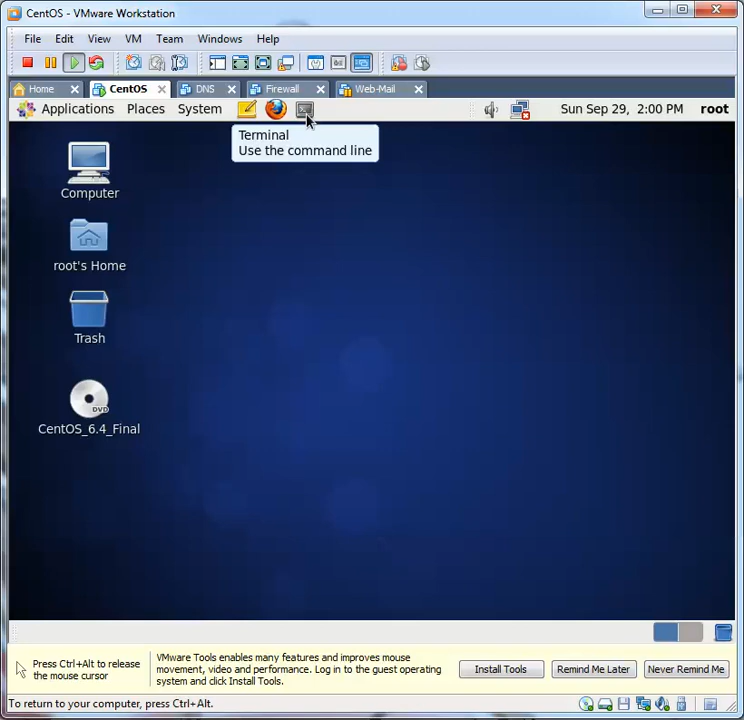 CentOS - VMware Workstation
File Edit View VM Team Windows Help
Home CentOS DNS Firewall Web-Mail
Applications Places System Sun Sep 29, 2:00 PM root
Terminal
Use the command line
Computer
root's Home
Trash
DVD
CentOS_6.4_Final
Press Ctrl+Alt to release
the mouse cursor
VMware Tools enables many features and improves mouse
movement, video and performance. Log in to the guest operating
system and click Install Tools.
Install Tools Remind Me Later Never Remind Me
To return to your computer, press Ctrl+Alt.